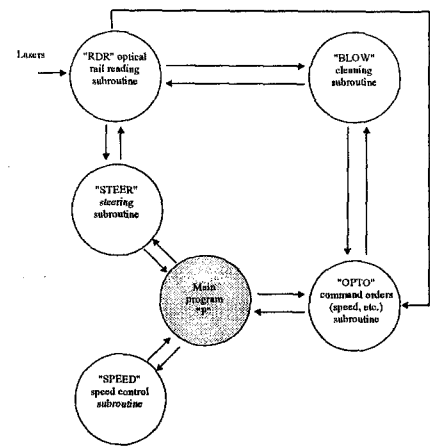 Lasers
"RDR" optical
rail reading
subroutine
"BLOW"
cleaning
subroutine
"STEER"
steering
subroutine
Main
program
"P"
"OPTO"
command orders
(speed, etc.)
subroutine
"SPEED"
speed control
subroutine